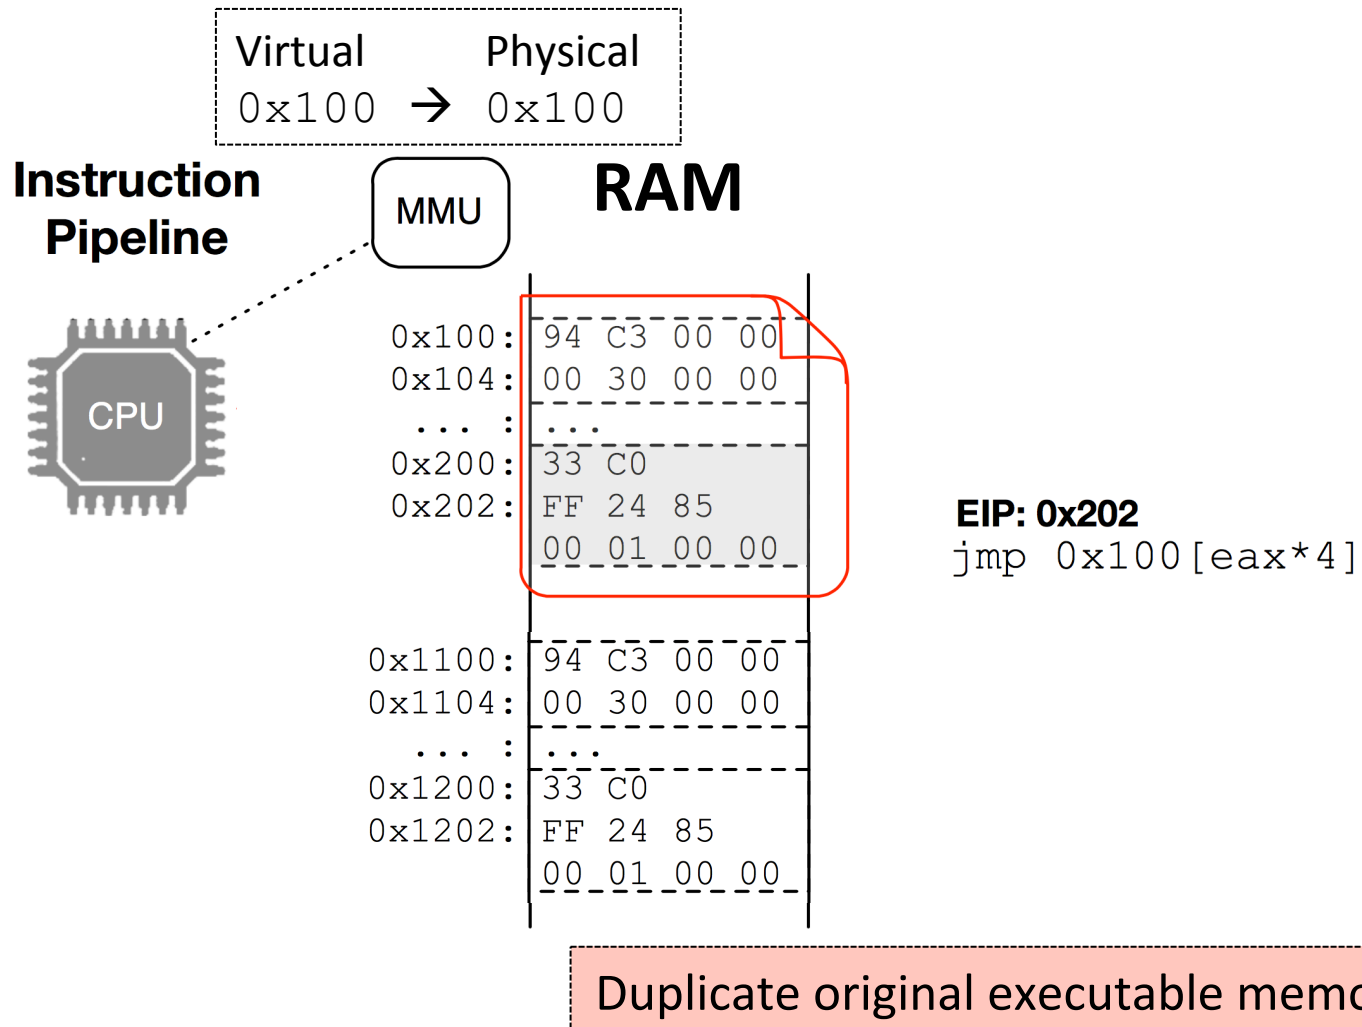 Virtual Physical
0x100 → 0x100
Instruction
Pipeline
MMU
RAM
CPU
0x100: 94 C3 00 00
0x104: 00 30 00 00
... : ...
0x200: 33 C0
0x202: FF 24 85
00 01 00 00
EIP: 0x202
jmp 0x100[eax*4]
0x1100: 94 C3 00 00
0x1104: 00 30 00 00
... : ...
0x1200: 33 C0
0x1202: FF 24 85
00 01 00 00
Duplicate original executable